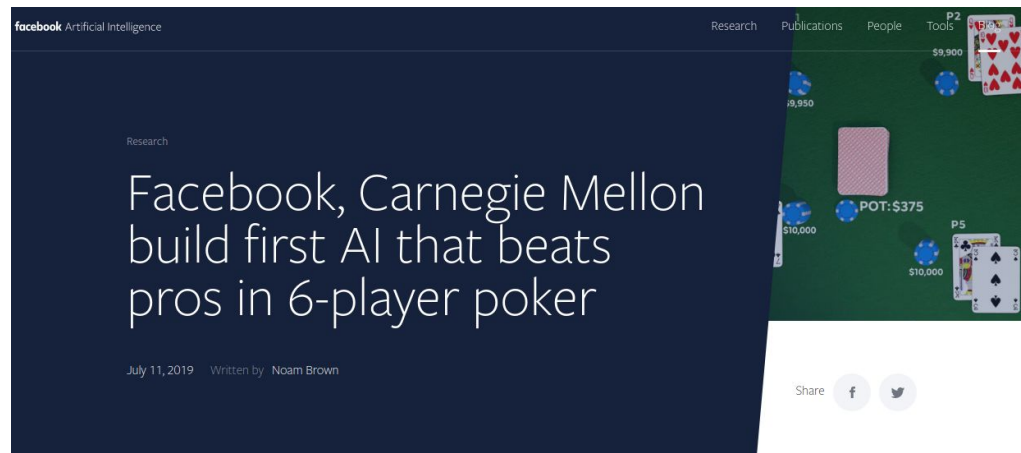 facebook Artificial Intelligence
Research Publications People Tools Blog
P2
$9,900
$9,950
Research
Facebook, Carnegie Mellon
build first AI that beats
pros in 6-player poker
POT:$375
P5
$10,000
$10,000
July 11, 2019 Written by Noam Brown
Share